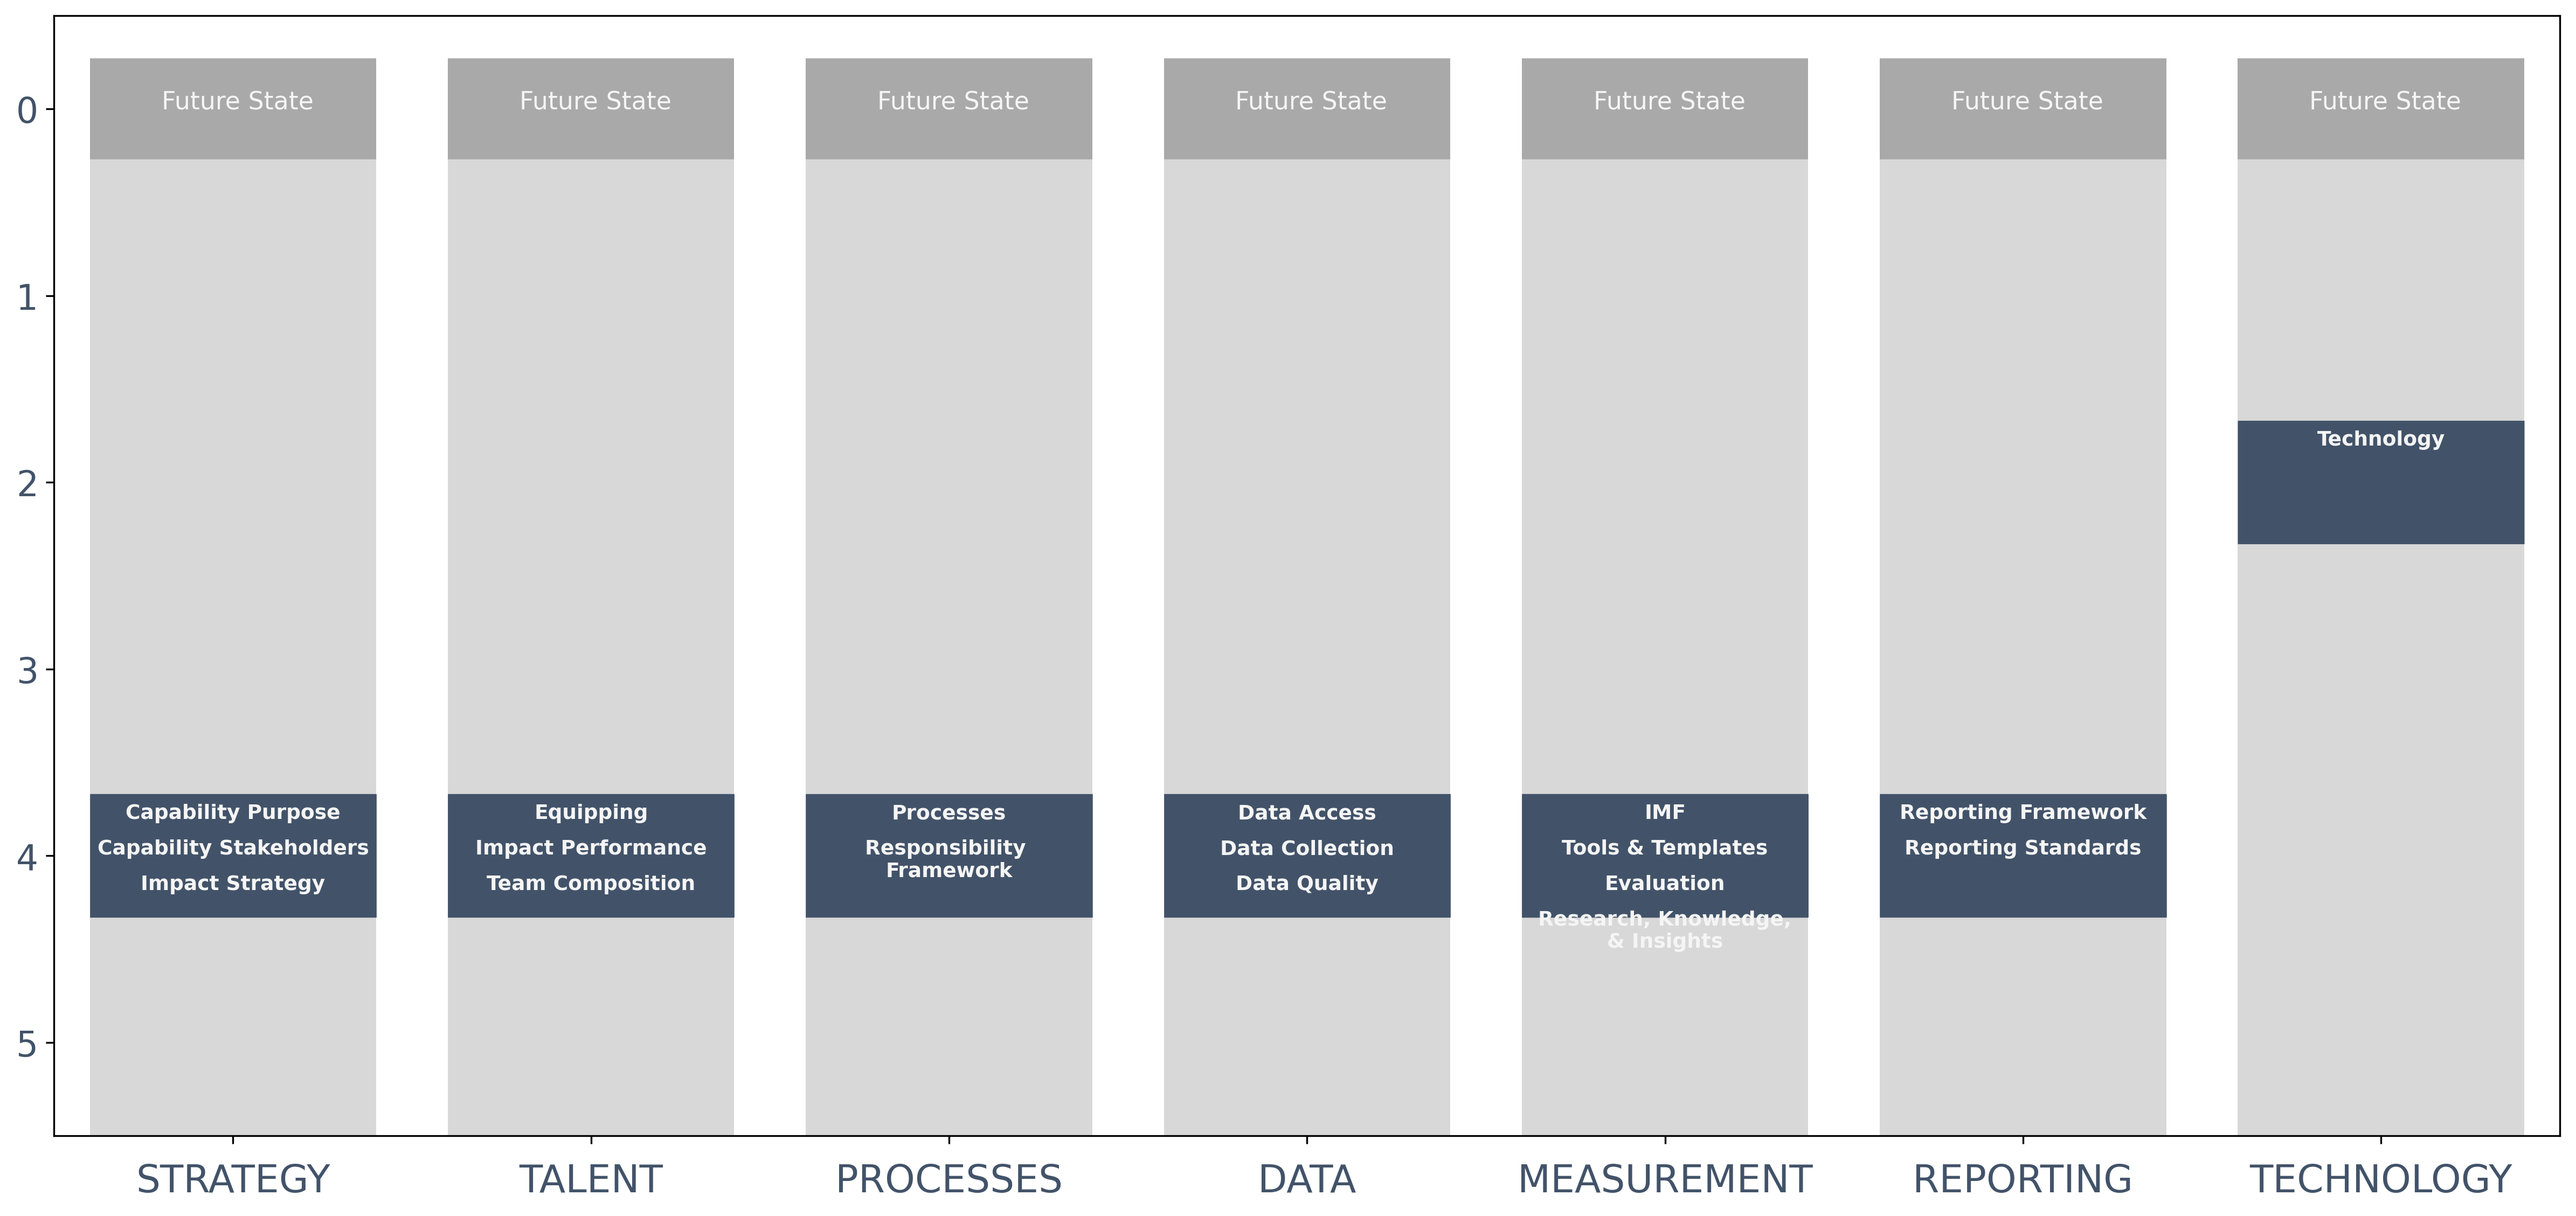 Future State Future State Future State Future State Future State Future State Future State
0
1
Technology
2
3
Capability Purpose Equipping Processes Data Access IMF Reporting Framework
Capability Stakeholders Impact Performance Responsibility Data Collection Tools & Templates Reporting Standards
4
Framework
Impact Strategy Team Composition Data Quality Evaluation
Research, Knowledge,
& Insights
5
STRATEGY TALENT PROCESSES DATA MEASUREMENT REPORTING TECHNOLOGY